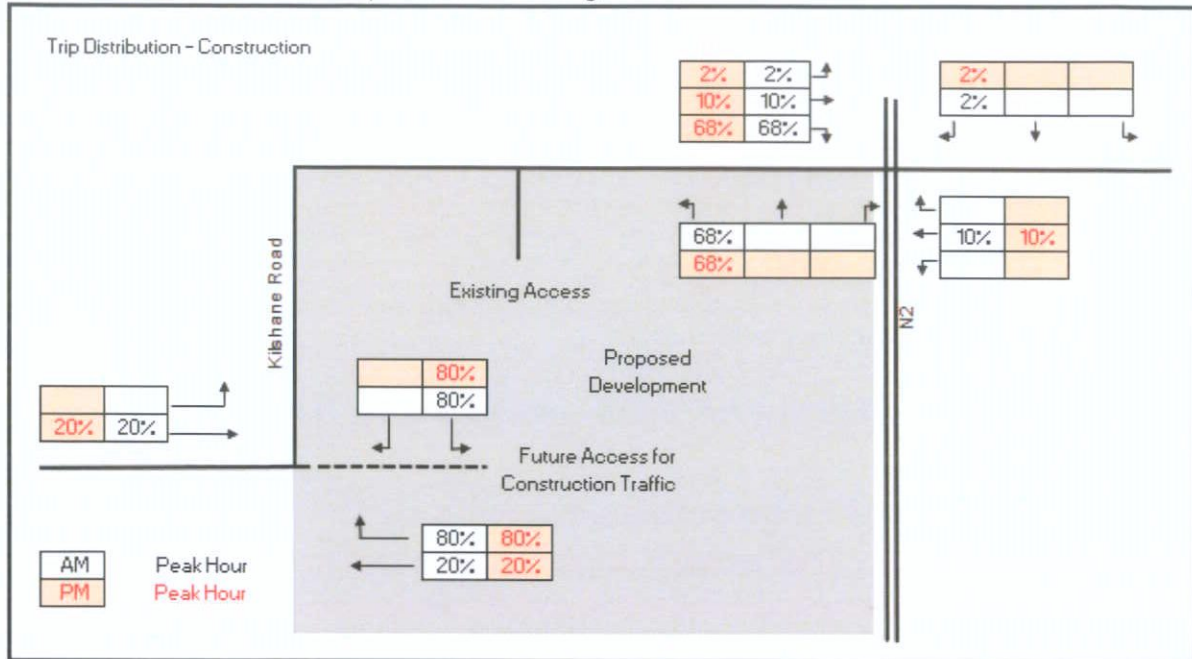 Trip Distribution - Construction
2% 2%
10% 10%
68% 68%
2%
2%
68%
68%
10% 10%
N2
Kilshane Road
Existing Access
Proposed
Development
80%
80%
20% 20%
Future Access for
Construction Traffic
80% 80%
20% 20%
AM Peak Hour
PM Peak Hour